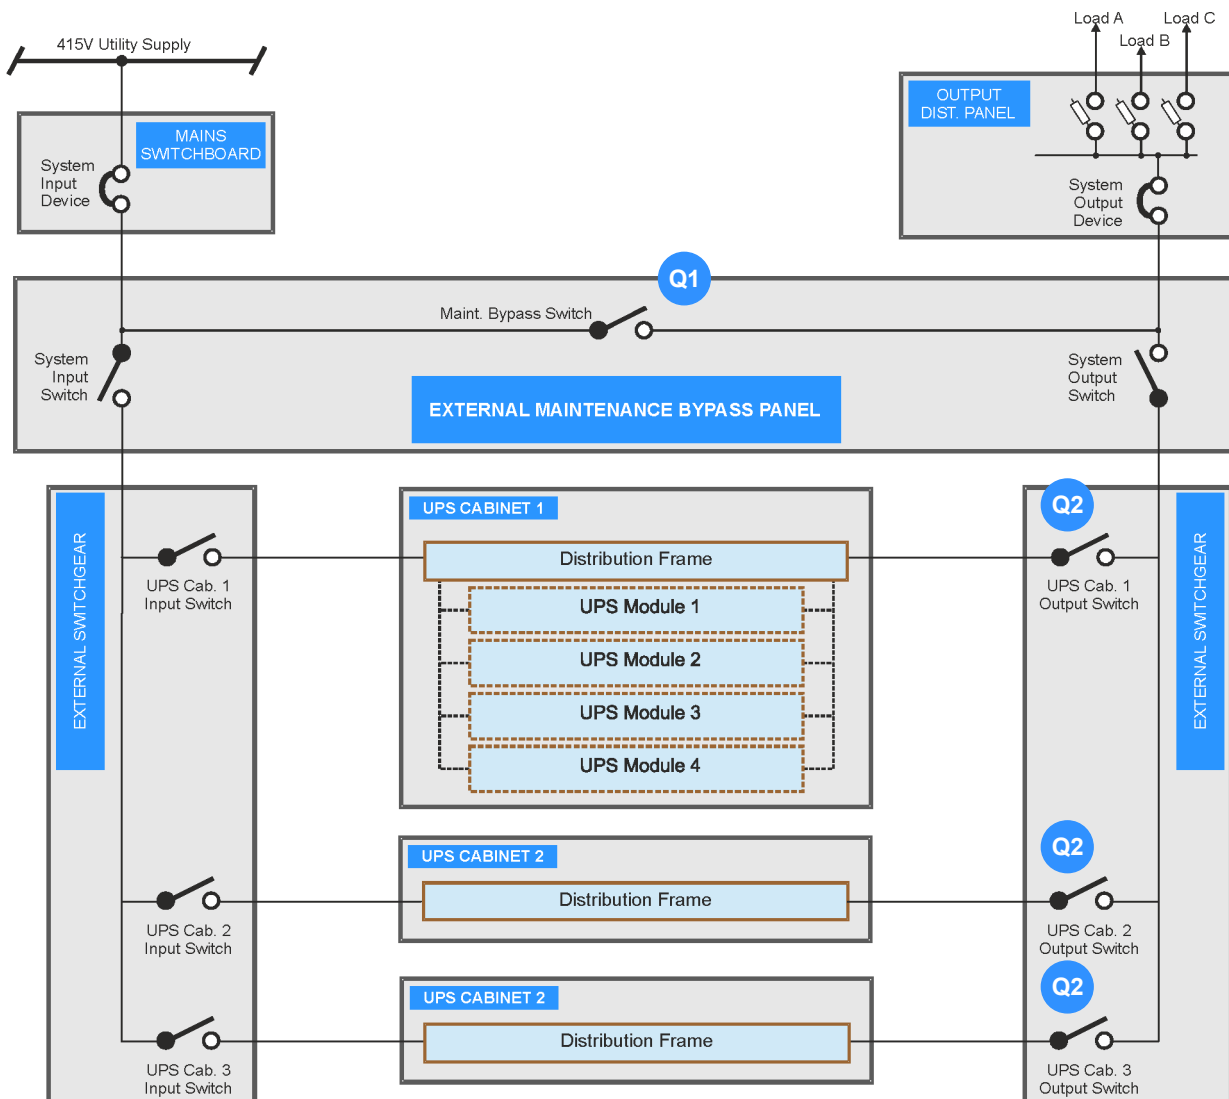 415V Utility Supply
Load A
Load C
Load B
MAINS
SWITCHBOARD
OUTPUT
DIST. PANEL
System
Input
Device
System
Output
Device
Q1
Maint. Bypass Switch
System
Input
Switch
System
Output
Switch
EXTERNAL MAINTENANCE BYPASS PANEL
EXTERNAL SWITCHGEAR
UPS CABINET 1
Q2
EXTERNAL SWITCHGEAR
Distribution Frame
UPS Cab. 1
Input Switch
UPS Module 1
UPS Module 2
UPS Module 3
UPS Module 4
UPS Cab. 1
Output Switch
UPS CABINET 2
Q2
Distribution Frame
UPS Cab. 2
Input Switch
UPS Cab. 2
Output Switch
UPS CABINET 2
Q2
Distribution Frame
UPS Cab. 3
Input Switch
UPS Cab. 3
Output Switch